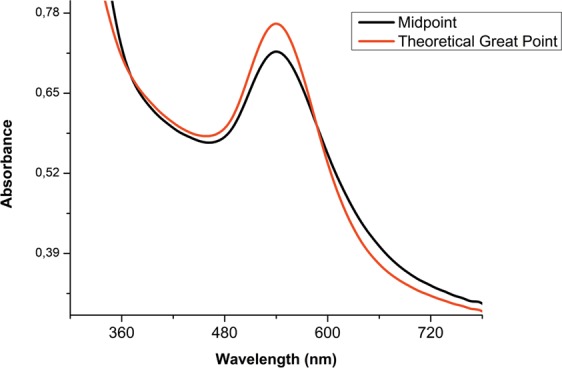 0,78
0,65
0,52
0,39
Absorbance
360
480
600
720
Wavelength (nm)
Midpoint
Theoretical Great Point